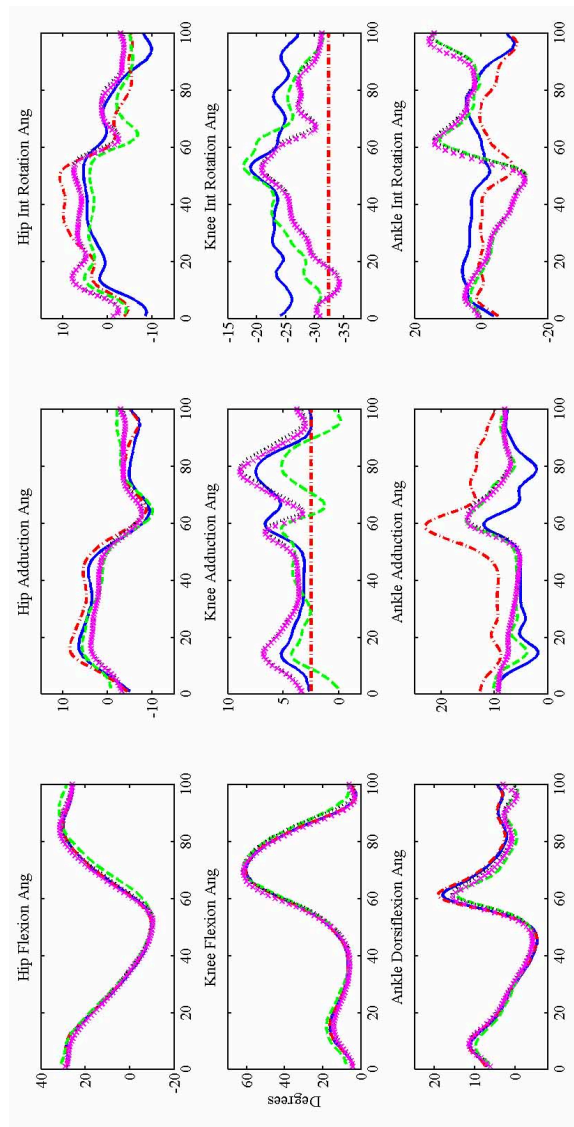 Hip Flexion Ang
40
20
0
-20
0 20 40 60 80 100
Hip Adduction Ang
10
0
-10
0 20 40 60 80 100
Hip Int Rotation Ang
10
0
-10
0 20 40 60 80 100
Knee Flexion Ang
Degrees
60
40
20
0
0 20 40 60 80 100
Knee Adduction Ang
10
5
0
0 20 40 60 80 100
Knee Int Rotation Ang
-15
-20
-25
-30
-35
0 20 40 60 80 100
Ankle Dorsiflexion Ang
20
10
0
0 20 40 60 80 100
Ankle Adduction Ang
20
10
0
0 20 40 60 80 100
Ankle Int Rotation Ang
20
0
-20
0 20 40 60 80 100